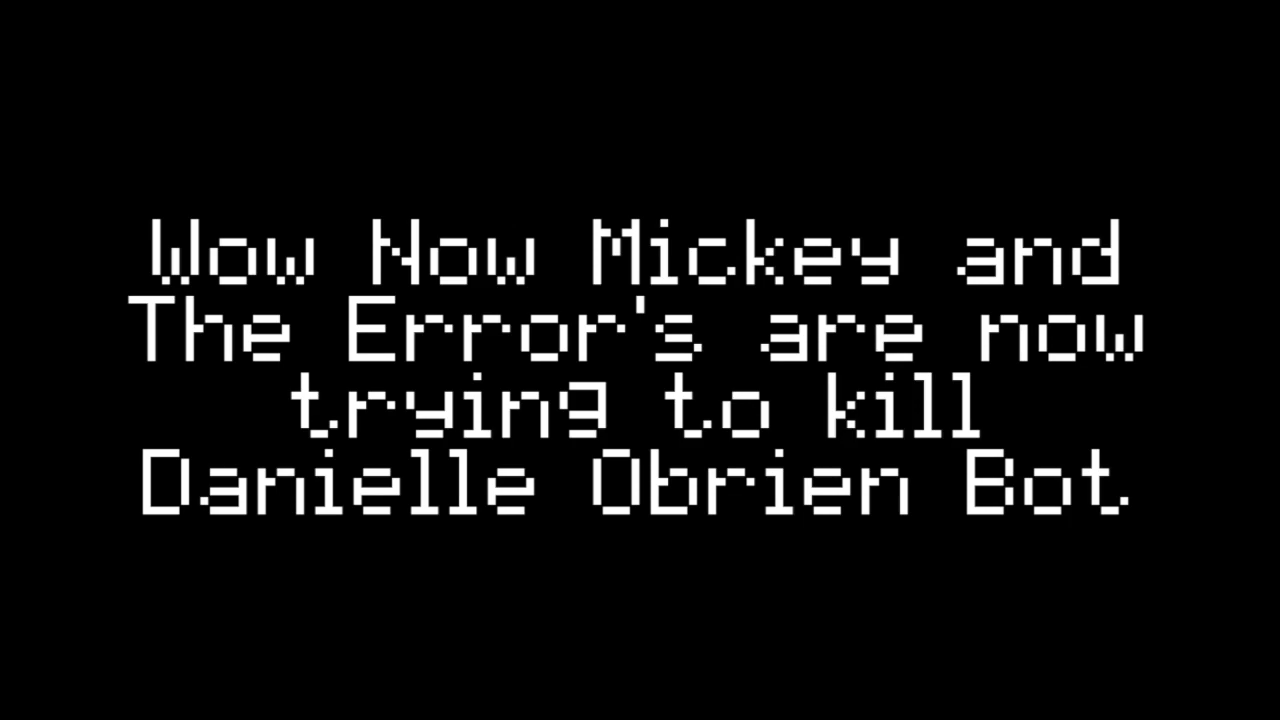 Wow Now Mickey and
The Error's are now
trying to kill
Danielle Obrien Bot